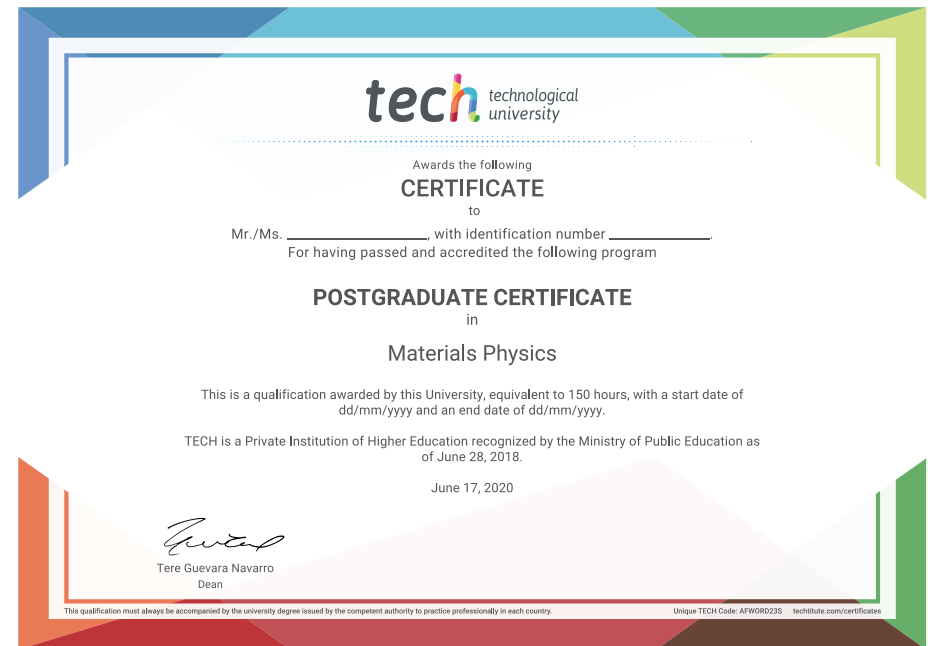 tech technological
university
Awards the following
CERTIFICATE
to
Mr./Ms. ____________________, with identification number ______________.
For having passed and accredited the following program
POSTGRADUATE CERTIFICATE
in
Materials Physics
This is a qualification awarded by this University, equivalent to 150 hours, with a start date of
dd/mm/yyyy and an end date of dd/mm/yyyy.
TECH is a Private Institution of Higher Education recognized by the Ministry of Public Education as
of June 28, 2018.
June 17, 2020
Tere Guevara Navarro
Dean
This qualification must always be accompanied by the university degree issued by the competent authority to practice professionally in each country.
Unique TECH Code: AFWORD23S techtitute.com/certificates